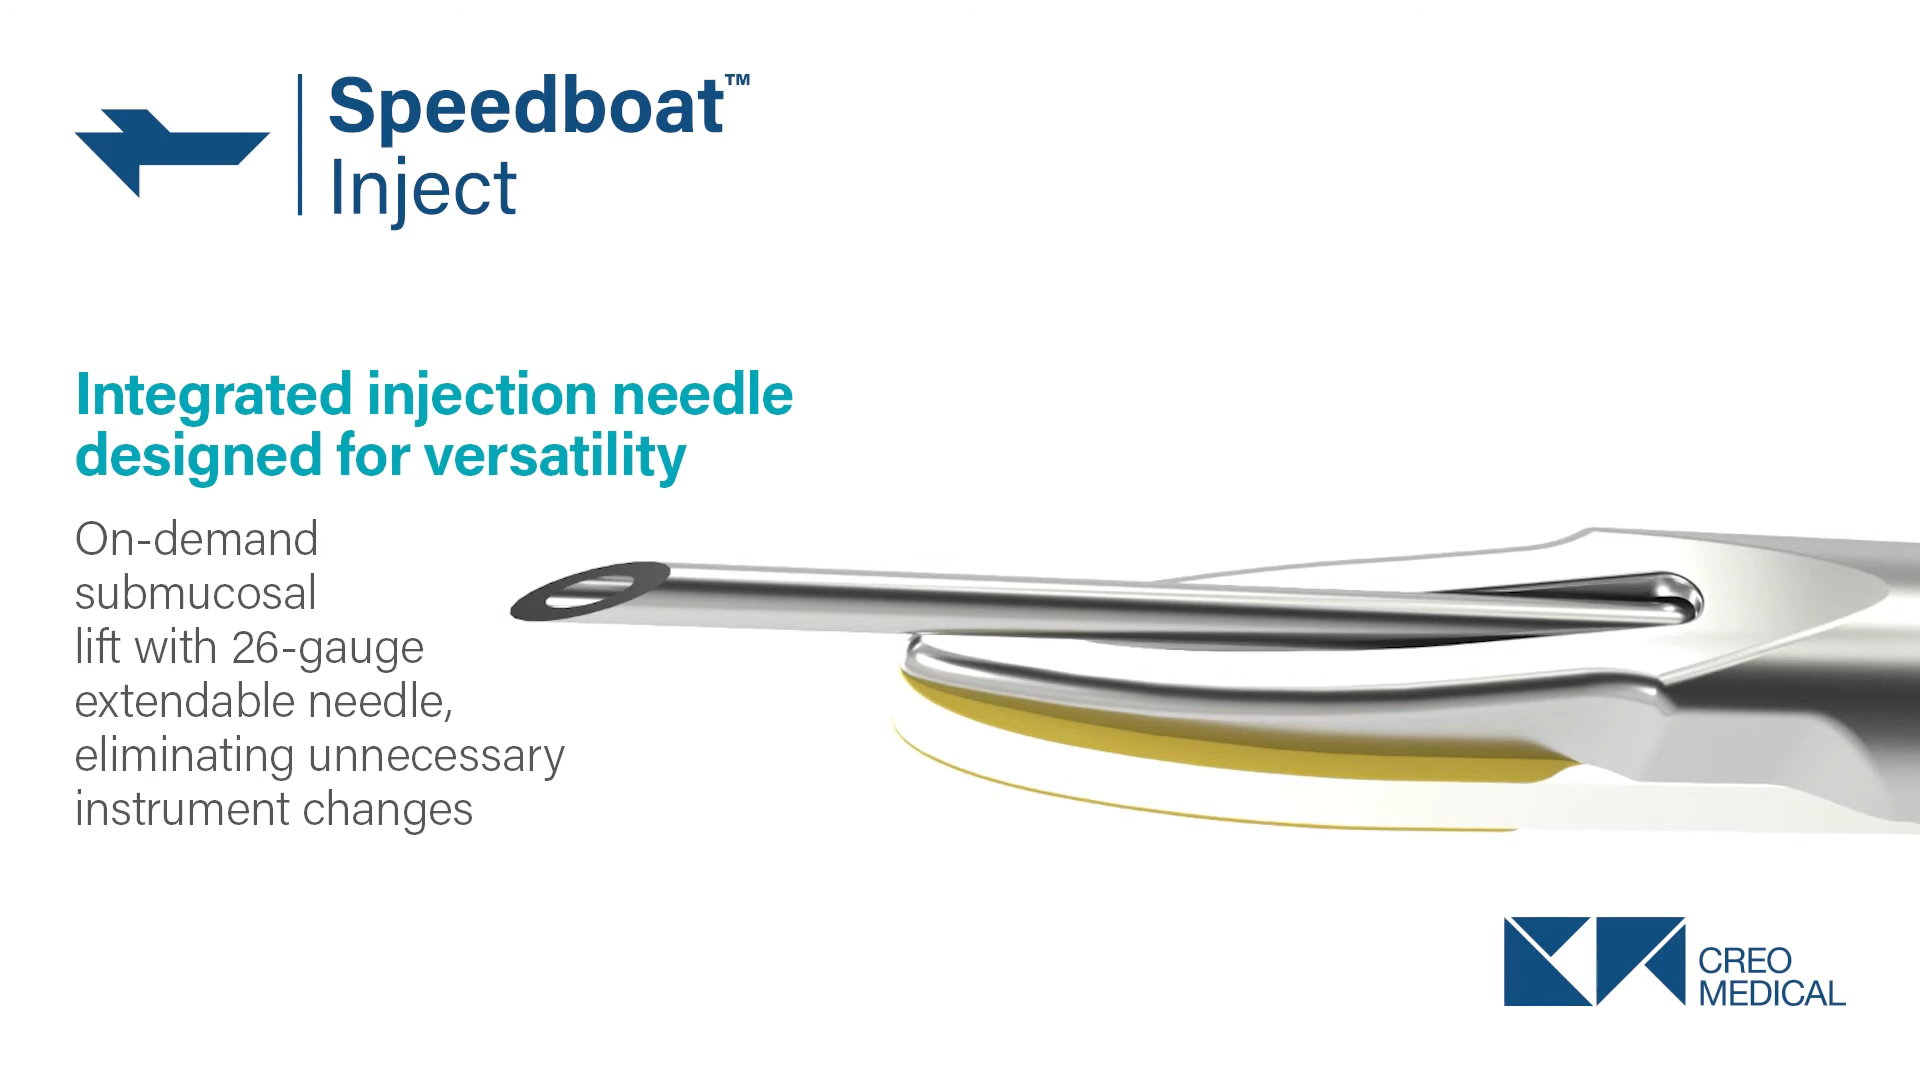 Speedboat™
Inject
Integrated injection needle
designed for versatility
On-demand
submucosal
lift with 26-gauge
extendable needle,
eliminating unnecessary
instrument changes
CREO
MEDICAL